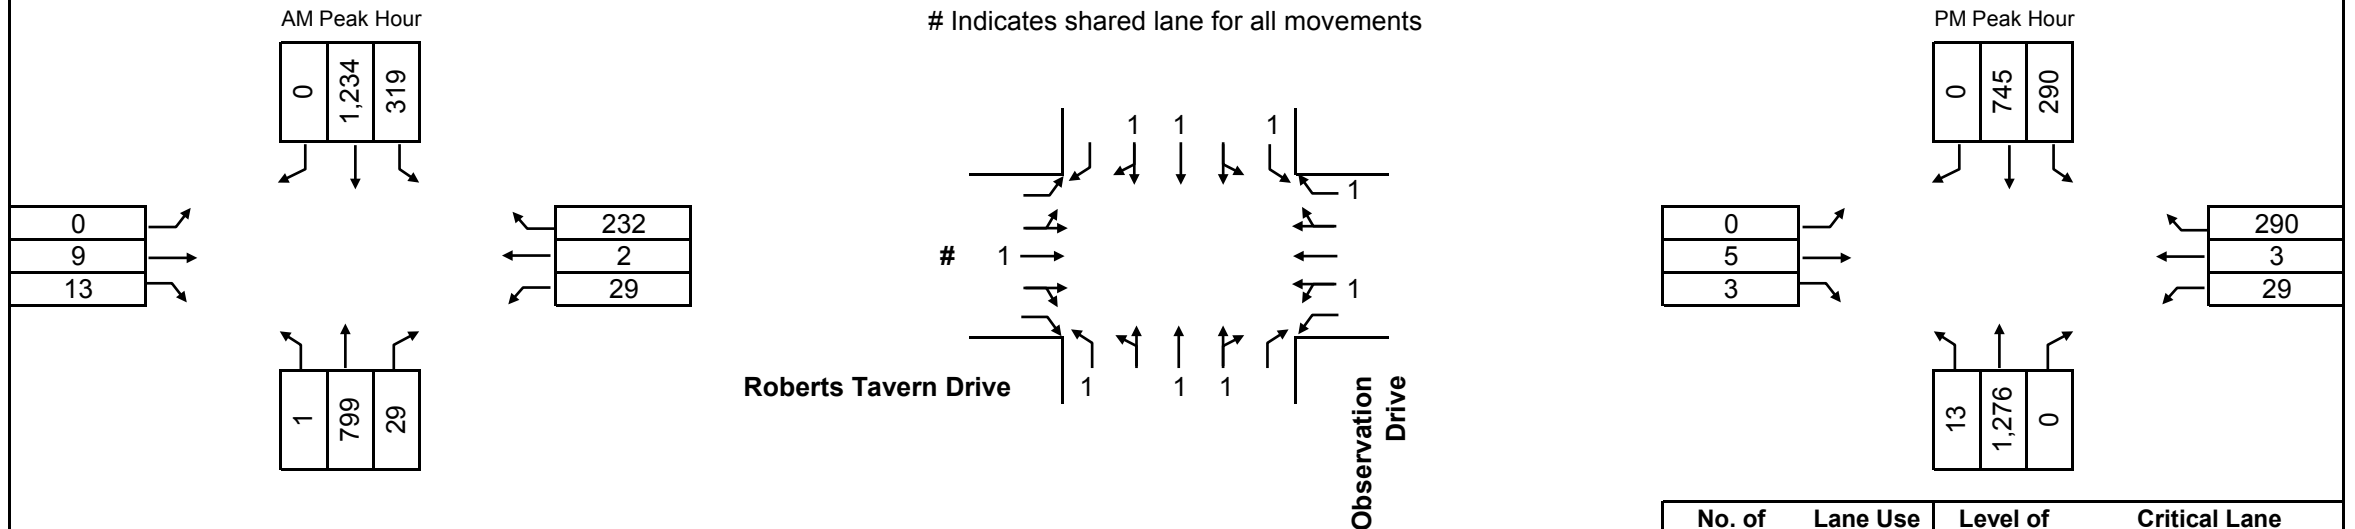 AM Peak Hour
# Indicates shared lane for all movements
PM Peak Hour
0 1,234 319
1 1 1
0 745 290
0
9
13
232
2
29
# 1
1
1
0
5
3
290
3
29
1 799 29
Roberts Tavern Drive
1 1 1
Observation
Drive
13 1,276 0
No. of Lane Use Level of Critical Lane